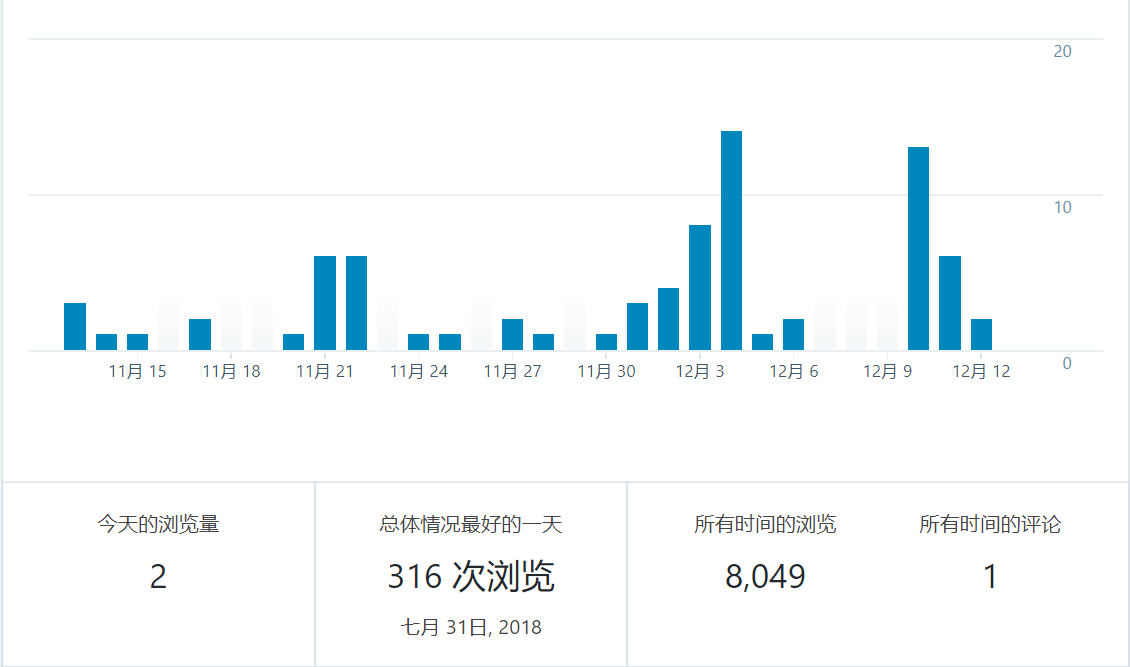 20
10
0
11月 15 11月 18 11月 21 11月 24 11月 27 11月 30 12月 3 12月 6 12月 9 12月 12
今天的浏览量 总体情况最好的一天 所有时间的浏览 所有时间的评论
2 316 次浏览 8,049 1
七月 31日, 2018